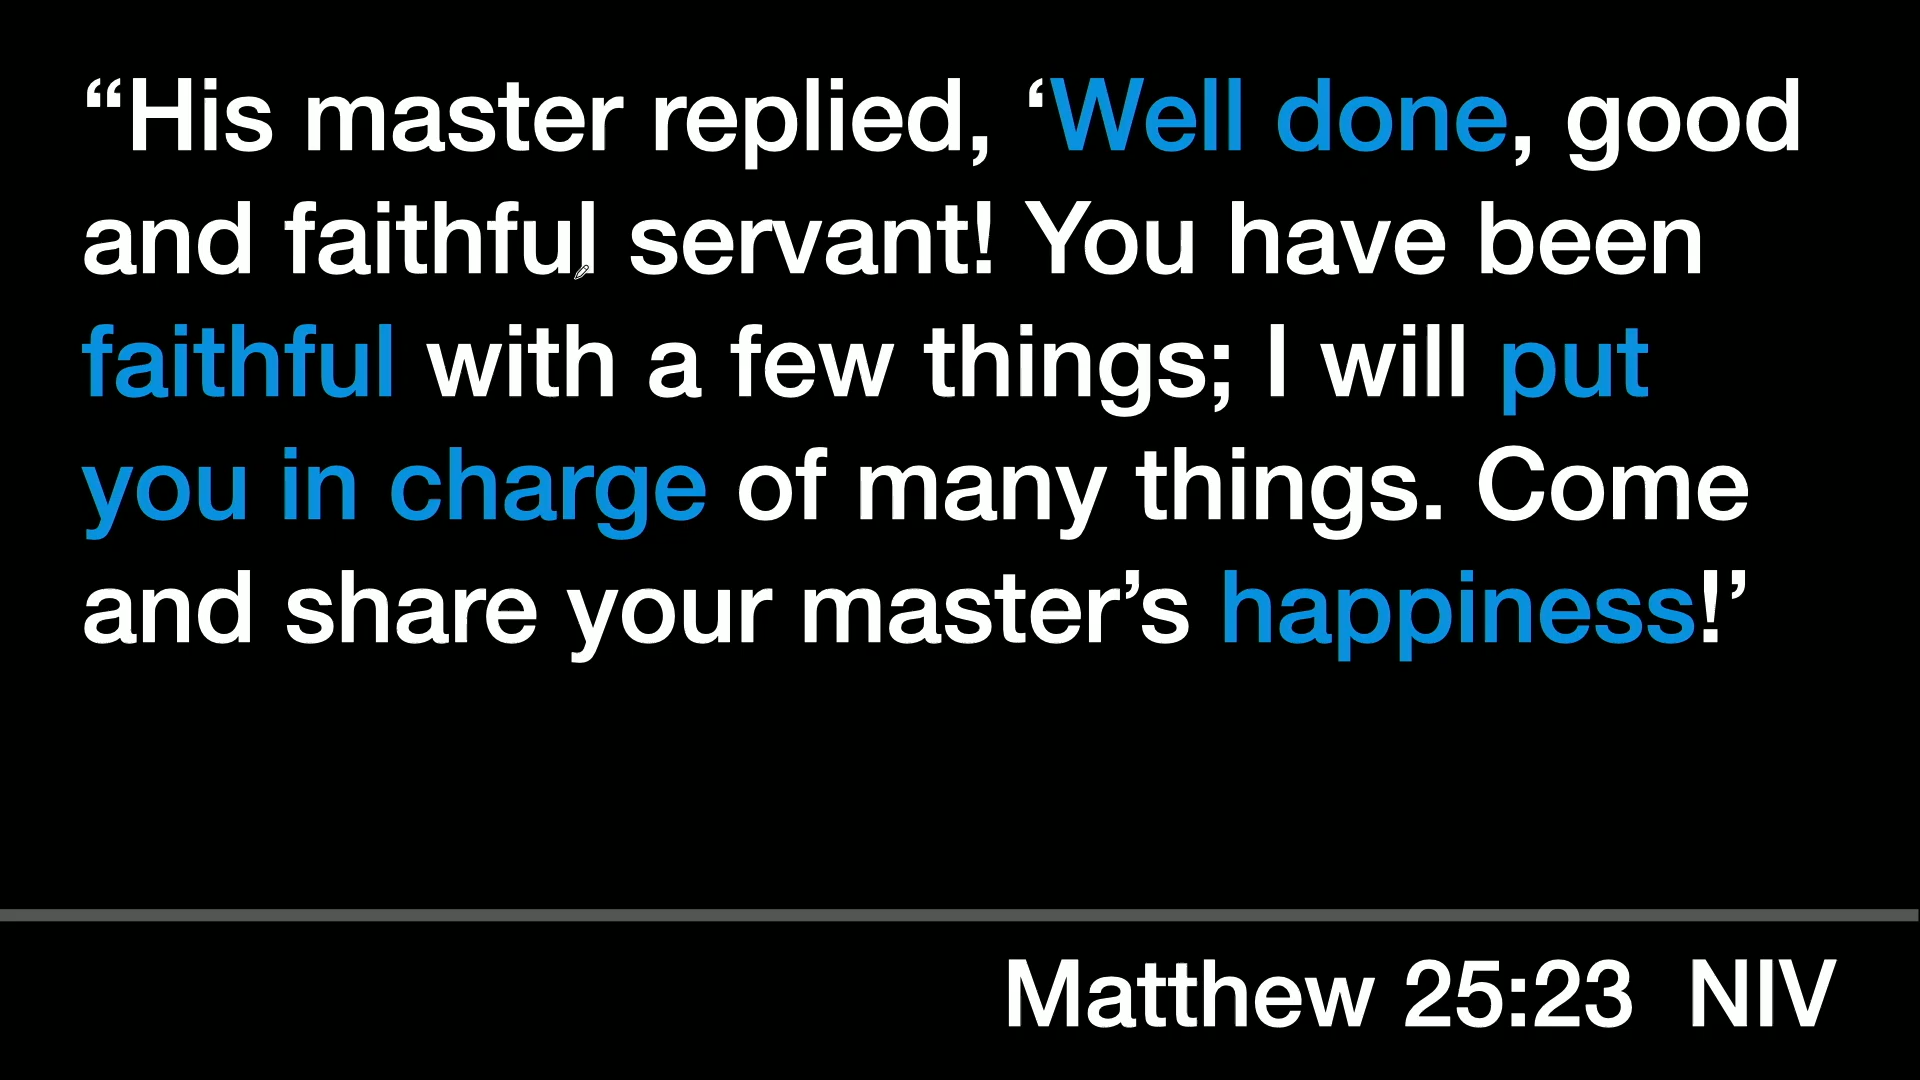 “His master replied, ‘Well done, good
and faithful servant! You have been
faithful with a few things; I will put
you in charge of many things. Come
and share your master’s happiness!’
Matthew 25:23 NIV